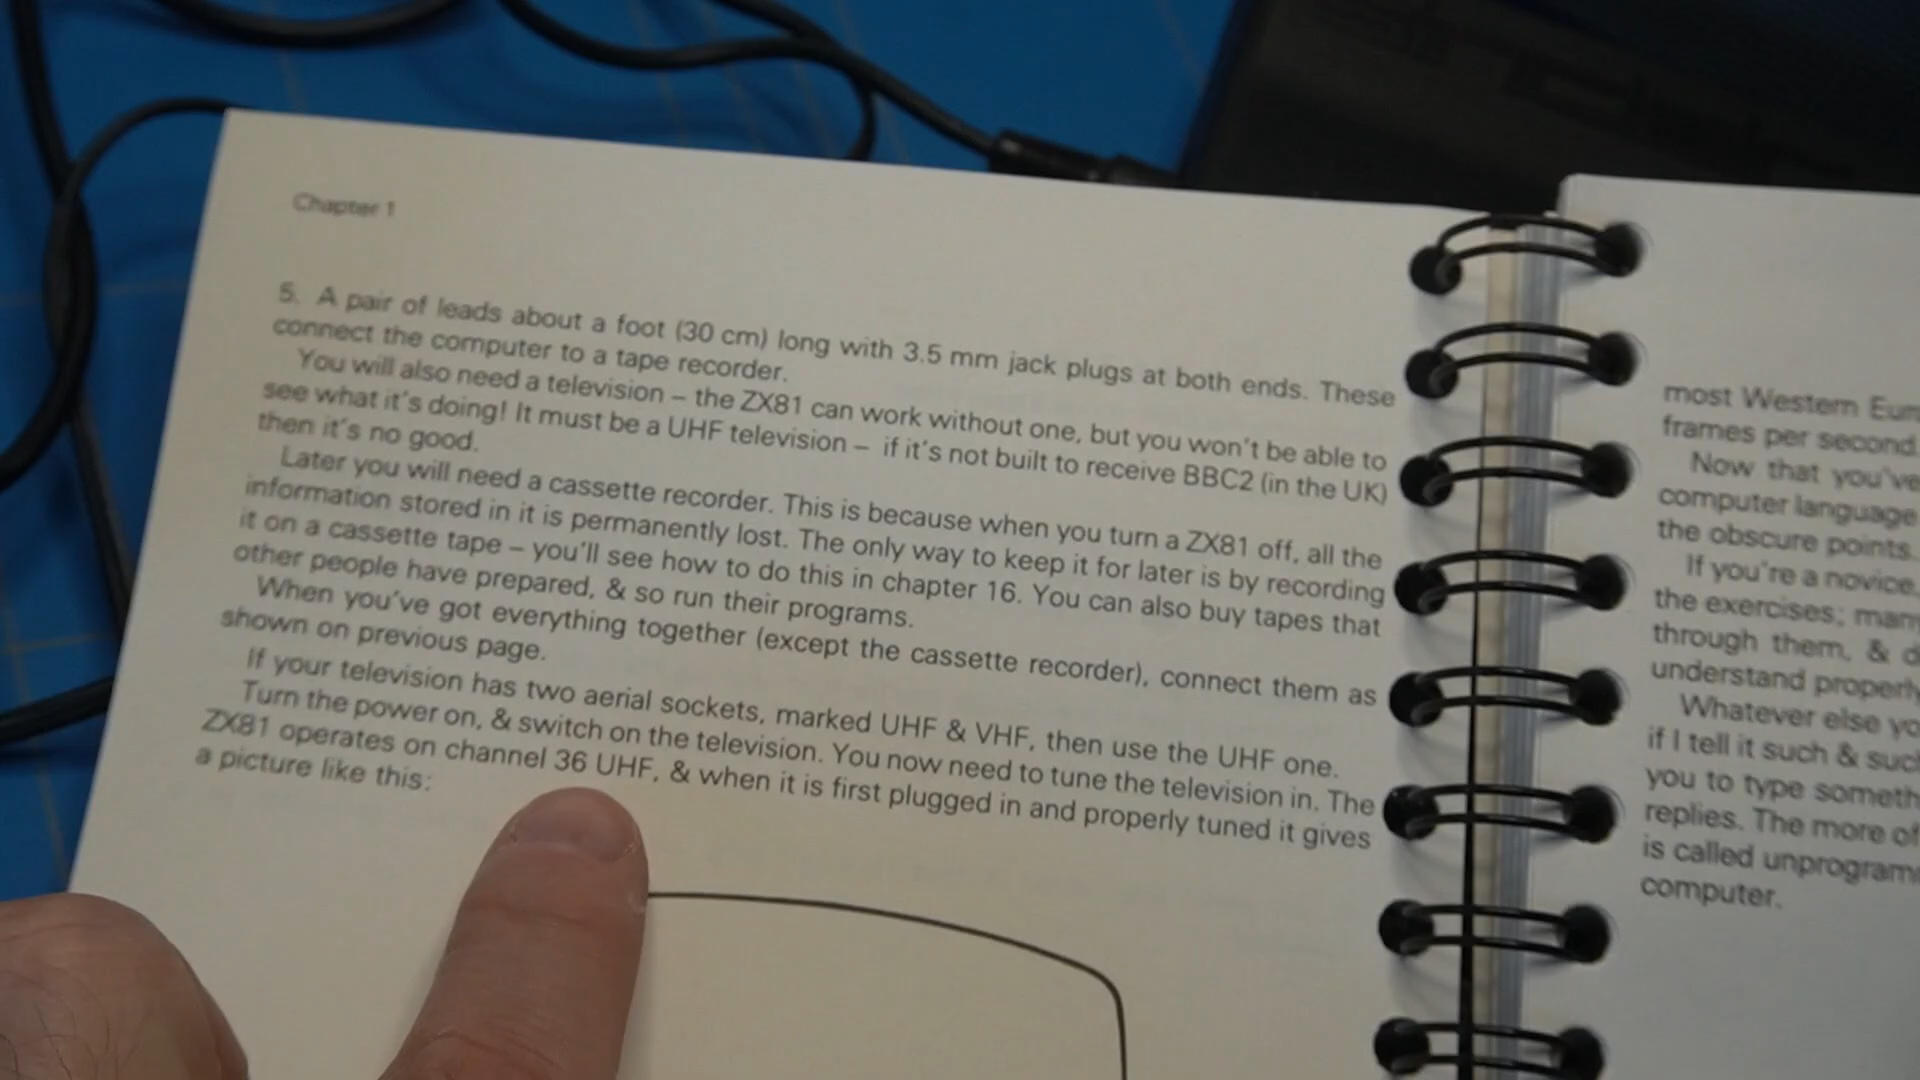 Chapter 1
5. A pair of leads about a foot (30 cm) long with 3.5 mm jack plugs at both ends. These
connect the computer to a tape recorder.
You will also need a television – the ZX81 can work without one, but you won't be able to
see what it's doing! It must be a UHF television – if it's not built to receive BBC2 (in the UK)
then it's no good.
Later you will need a cassette recorder. This is because when you turn a ZX81 off, all the
information stored in it is permanently lost. The only way to keep it for later is by recording
it on a cassette tape – you'll see how to do this in chapter 16. You can also buy tapes that
other people have prepared, & so run their programs.
When you've got everything together (except the cassette recorder), connect them as
shown on previous page.
If your television has two aerial sockets, marked UHF & VHF, then use the UHF one.
Turn the power on, & switch on the television. You now need to tune the television in. The
ZX81 operates on channel 36 UHF, & when it is first plugged in and properly tuned it gives
a picture like this:
most Western
frames per second.
Now that you've
computer language
the obscure points.
If you're a novice,
the exercises;
through them, &
understand properly
Whatever else
if I tell it such &
you to type
replies. The more
is called
computer.